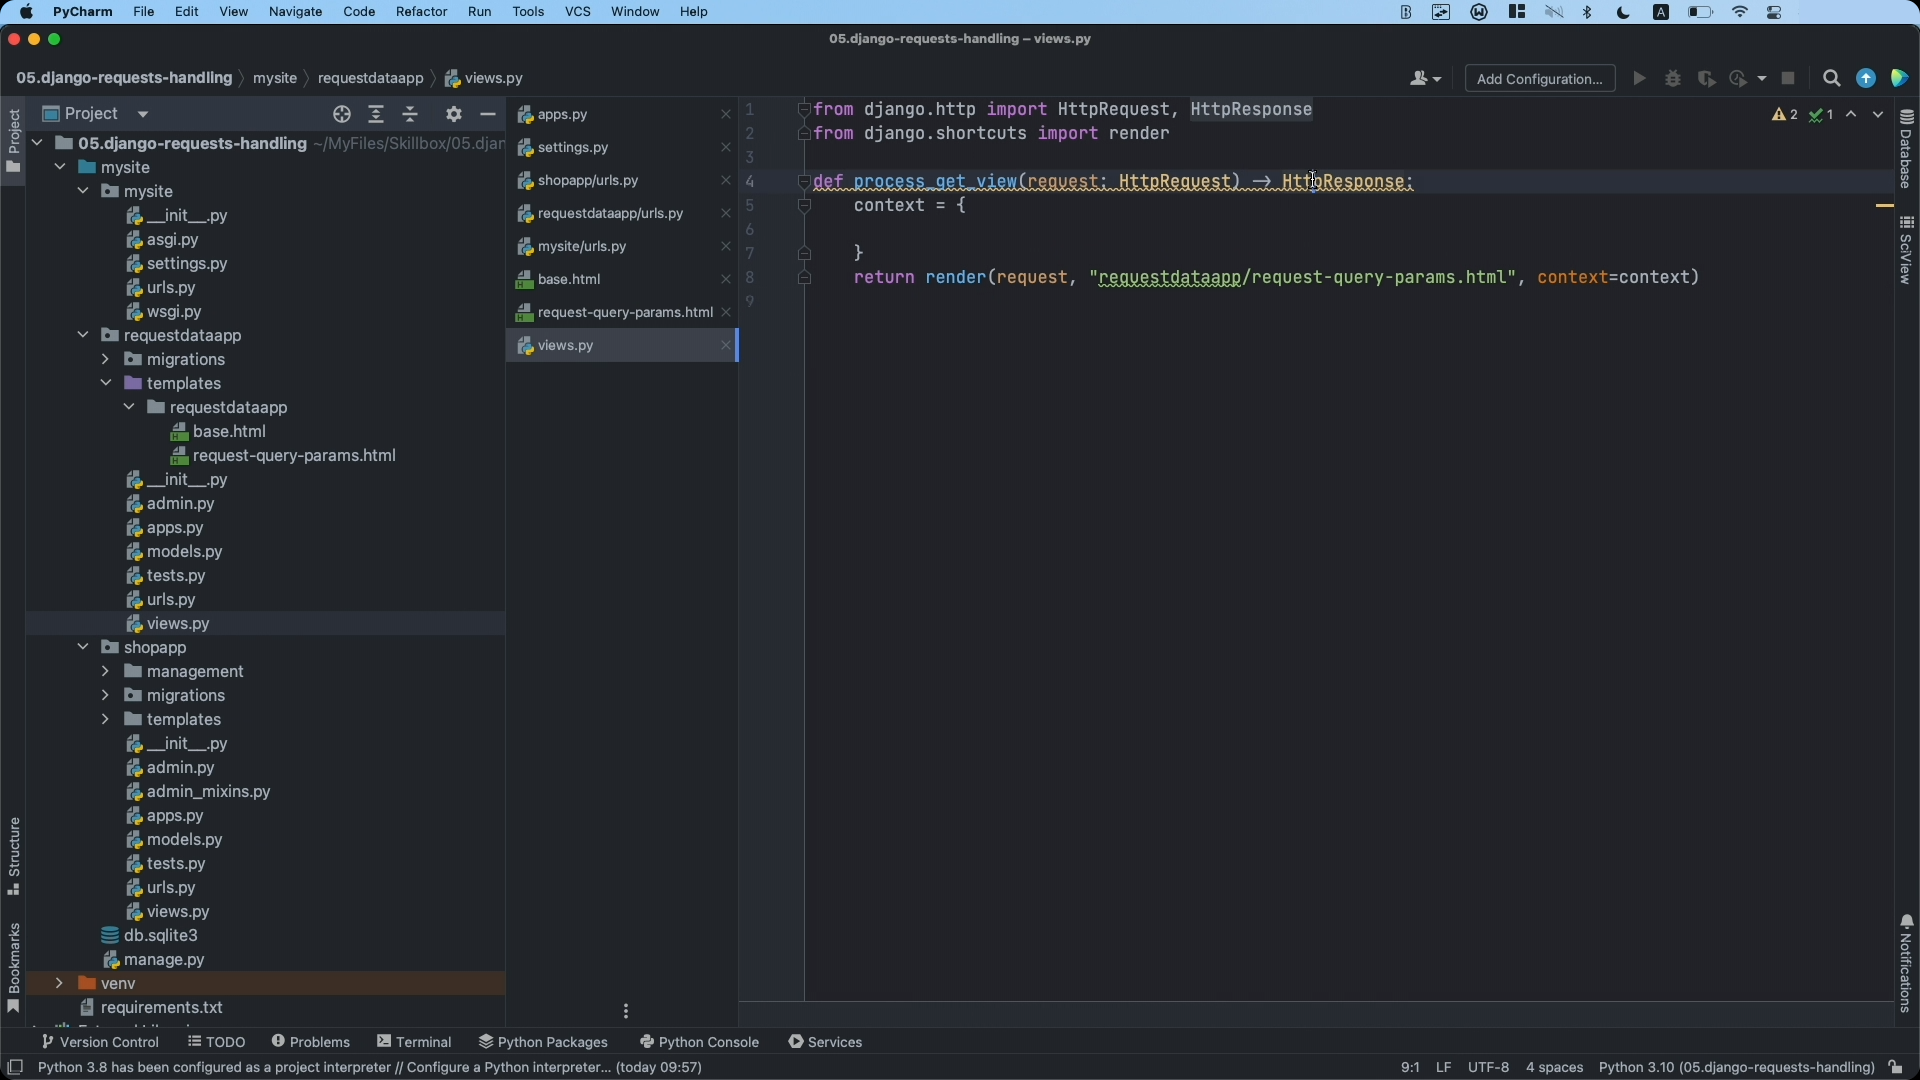 PyCharm File Edit View Navigate Code Refactor Run Tools VCS Window Help
05.django-requests-handling – views.py
05.django-requests-handling mysite requestdataapp views.py
Add Configuration...
Project
Project
05.django-requests-handling ~/MyFiles/Skillbox/05.djan
mysite
mysite
__init__.py
asgi.py
settings.py
urls.py
wsgi.py
requestdataapp
migrations
templates
requestdataapp
base.html
request-query-params.html
__init__.py
admin.py
apps.py
models.py
tests.py
urls.py
views.py
shopapp
management
migrations
templates
__init__.py
admin.py
admin_mixins.py
apps.py
models.py
tests.py
urls.py
views.py
db.sqlite3
manage.py
venv
requirements.txt
Structure
Bookmarks
apps.py
settings.py
shopapp/urls.py
requestdataapp/urls.py
mysite/urls.py
base.html
request-query-params.html
views.py
1 from django.http import HttpRequest, HttpResponse
2 from django.shortcuts import render
3
4 def process_get_view(request: HttpRequest) -> HttpResponse:
5 context = {
6
7 }
8 return render(request, "requestdataapp/request-query-params.html", context=context)
9
2 1
Database
SciView
Notifications
Version Control TODO Problems Terminal Python Packages Python Console Services
Python 3.8 has been configured as a project interpreter // Configure a Python interpreter... (today 09:57)
9:1 LF UTF-8 4 spaces Python 3.10 (05.django-requests-handling)